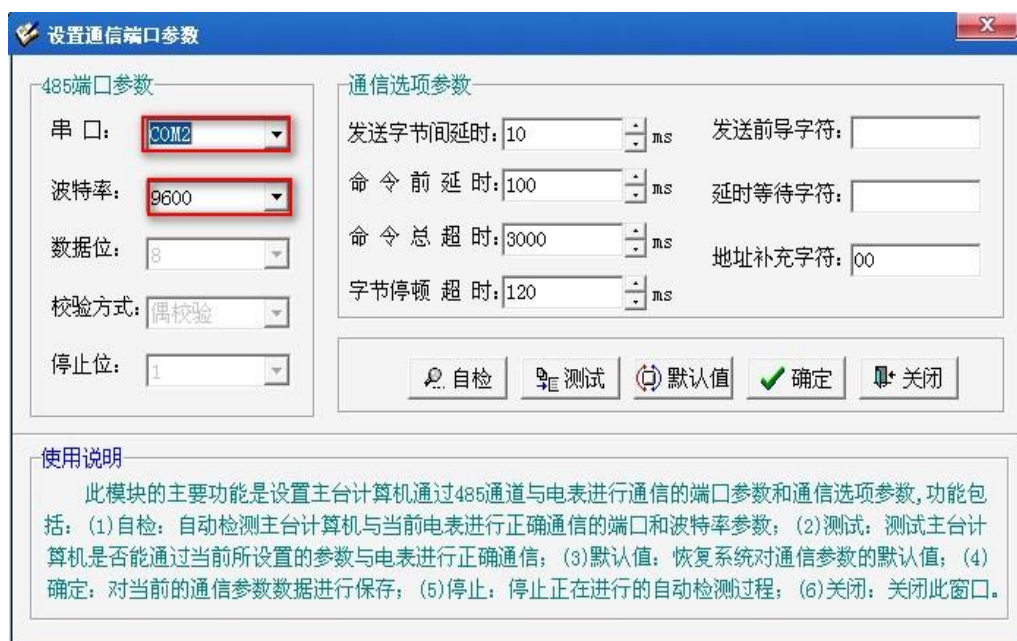 设置通信端口参数
485端口参数
串 口:
COM2
波特率:
9600
数据位:
8
校验方式:
偶校验
停止位:
1
通信选项参数
发送字节间延时:
10
ms
命 令 前 延 时:
100
ms
命 令 总 超 时:
3000
ms
字节停顿 超 时:
120
ms
发送前导字符:
延时等待字符:
地址补充字符:
00
自检
测试
默认值
确定
关闭
使用说明
此模块的主要功能是设置主台计算机通过485通道与电表进行通信的端口参数和通信选项参数,功能包
括: (1)自检: 自动检测主台计算机与当前电表进行正确通信的端口和波特率参数; (2)测试: 测试主台计
算机是否能通过当前所设置的参数与电表进行正确通信; (3)默认值: 恢复系统对通信参数的默认值; (4)
确定: 对当前的通信参数数据进行保存; (5)停止: 停止正在进行的自动检测过程; (6)关闭: 关闭此窗口。